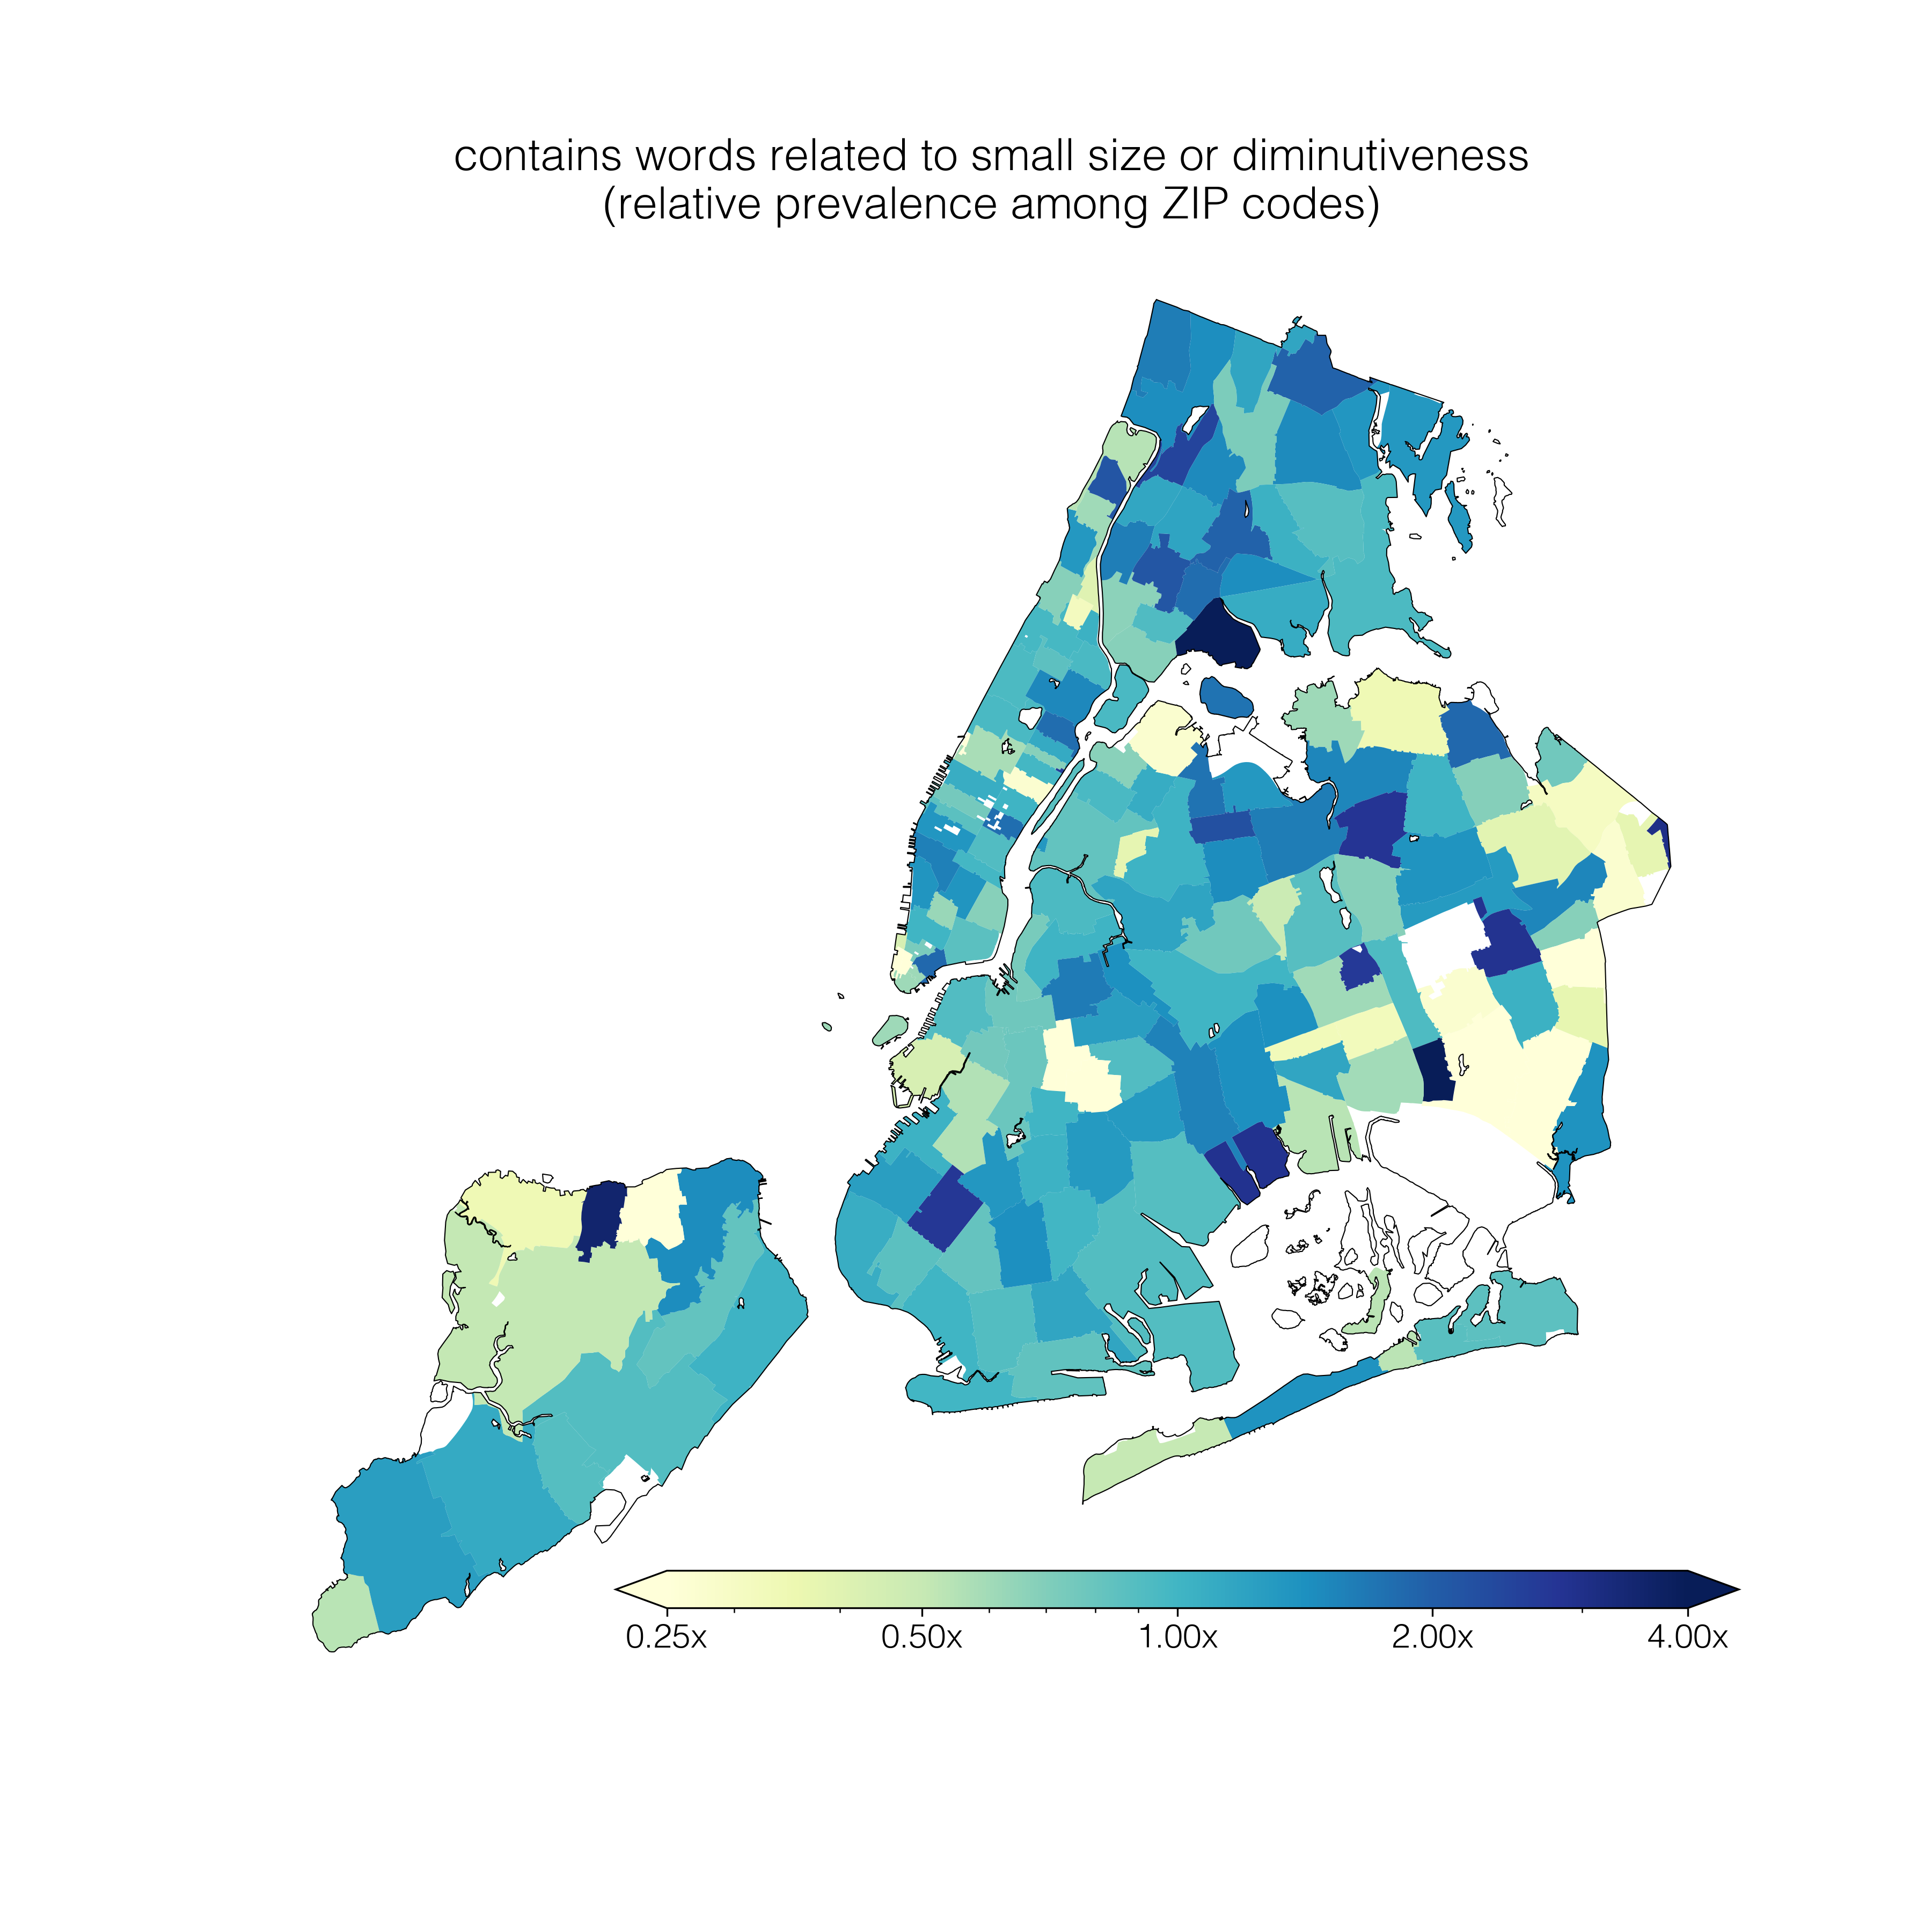 contains words related to small size or diminutiveness
(relative prevalence among ZIP codes)
0.25x 0.50x 1.00x 2.00x 4.00x